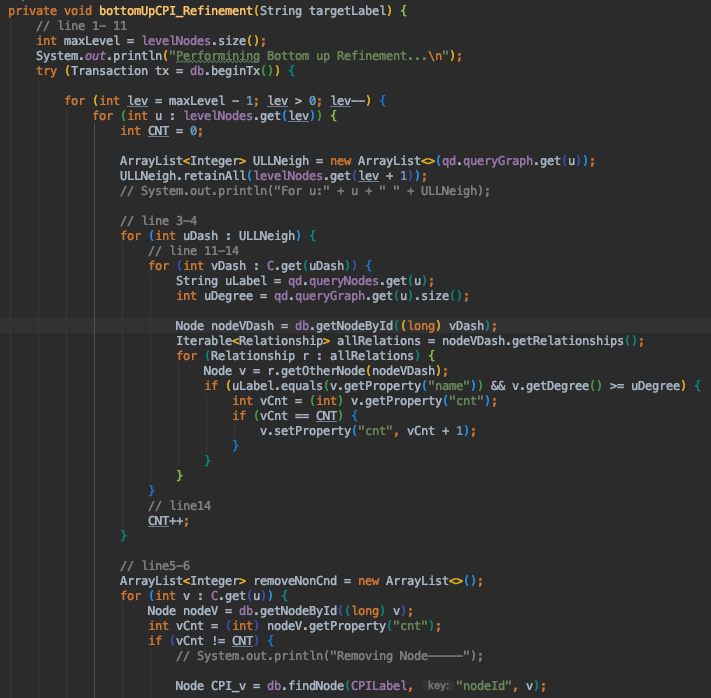 private void bottomUpCPI_Refinement(String targetLabel) {
// line 1- 11
int maxLevel = levelNodes.size();
System.out.println("Performining Bottom up Refinement...\n");
try (Transaction tx = db.beginTx()) {
for (int lev = maxLevel - 1; lev > 0; lev--) {
for (int u : levelNodes.get(lev)) {
int CNT = 0;
ArrayList<Integer> ULLNeigh = new ArrayList<>(qd.queryGraph.get(u));
ULLNeigh.retainAll(levelNodes.get(lev + 1));
// System.out.println("For u:" + u + " " + ULLNeigh);
// line 3-4
for (int uDash : ULLNeigh) {
// line 11-14
for (int vDash : C.get(uDash)) {
String uLabel = qd.queryNodes.get(u);
int uDegree = qd.queryGraph.get(u).size();
Node nodeVDash = db.getNodeById((long) vDash);
Iterable<Relationship> allRelations = nodeVDash.getRelationships();
for (Relationship r : allRelations) {
Node v = r.getOtherNode(nodeVDash);
if (uLabel.equals(v.getProperty("name")) && v.getDegree() >= uDegree) {
int vCnt = (int) v.getProperty("cnt");
if (vCnt == CNT) {
v.setProperty("cnt", vCnt + 1);
}
}
}
}
// line14
CNT++;
}
// line5-6
ArrayList<Integer> removeNonCnd = new ArrayList<>();
for (int v : C.get(u)) {
Node nodeV = db.getNodeById((long) v);
int vCnt = (int) nodeV.getProperty("cnt");
if (vCnt != CNT) {
// System.out.println("Removing Node-----");
Node CPI_v = db.findNode(CPILabel, key: "nodeId", v);